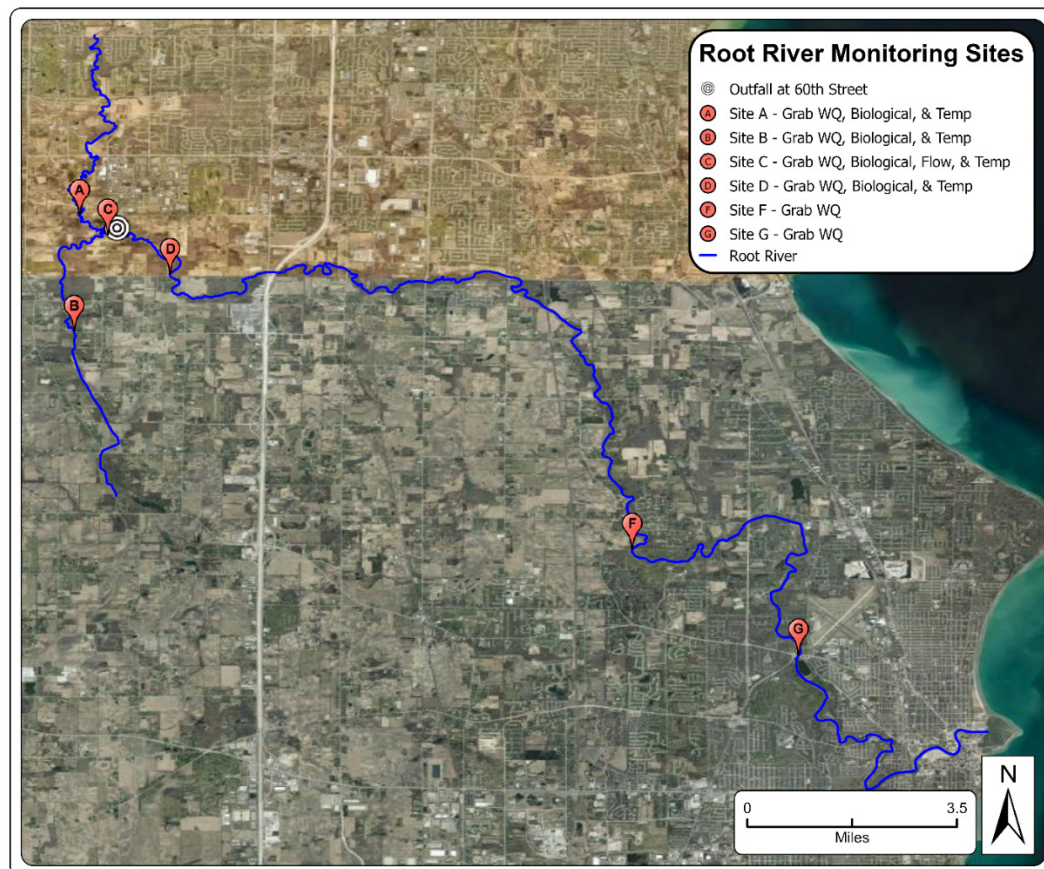 Root River Monitoring Sites
Outfall at 60th Street
A Site A - Grab WQ, Biological, & Temp
B Site B - Grab WQ, Biological, & Temp
C Site C - Grab WQ, Biological, Flow, & Temp
D Site D - Grab WQ, Biological, & Temp
F Site F - Grab WQ
G Site G - Grab WQ
Root River
A
C
D
B
F
G
0 3.5
Miles
N